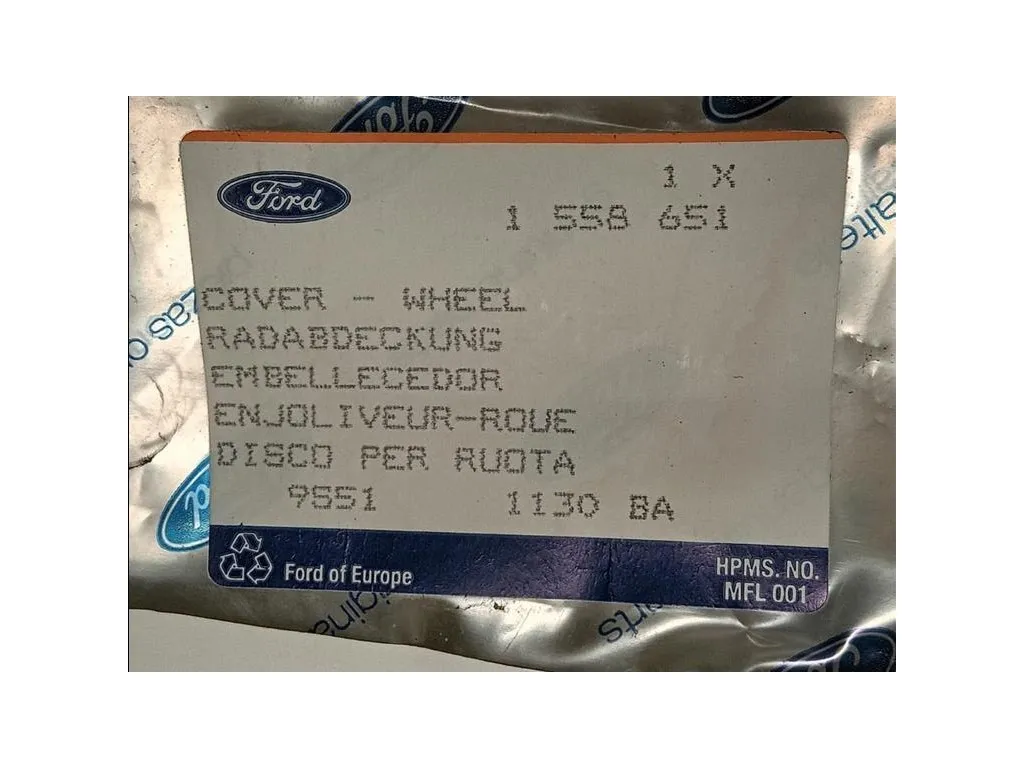 Ford
1 X
1 558 651
COVER - WHEEL
RADABDECKUNG
EMBELLECEDOR
ENJOLIVEUR-ROUE
DISCO PER RUOTA
9551 1130 BA
Ford of Europe
HPMS. NO.
MFL 001